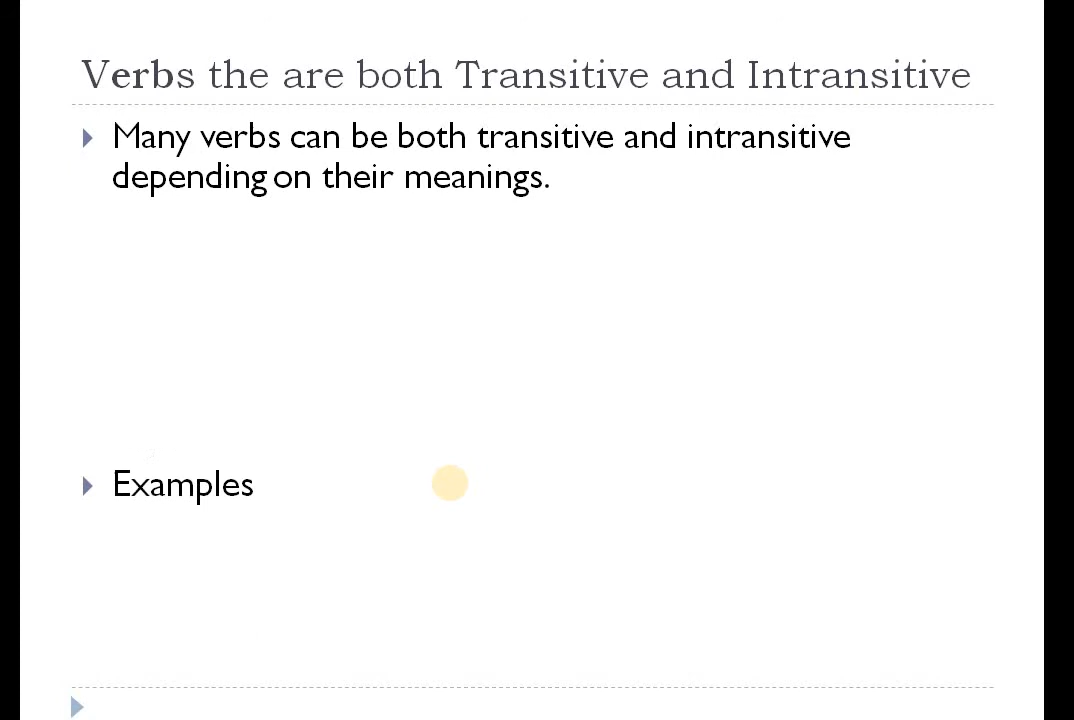 Verbs the are both Transitive and Intransitive
Many verbs can be both transitive and intransitive
depending on their meanings.
Examples